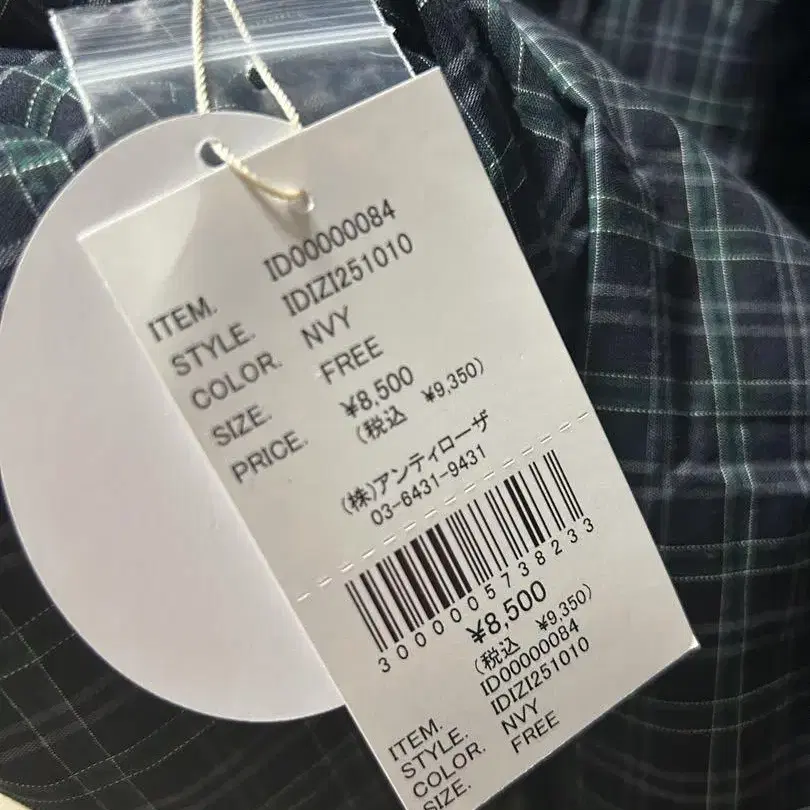 ITEM. ID00000084
STYLE. IDIZI251010
COLOR. NVY
SIZE. FREE
PRICE. ¥8,500
(税込 ¥9,350)
(株)アンティローザ
03-6431-9431
3000005738233
¥8,500
(税込 ¥9,350)
ITEM. ID00000084
STYLE. IDIZI251010
COLOR. NVY
SIZE. FREE